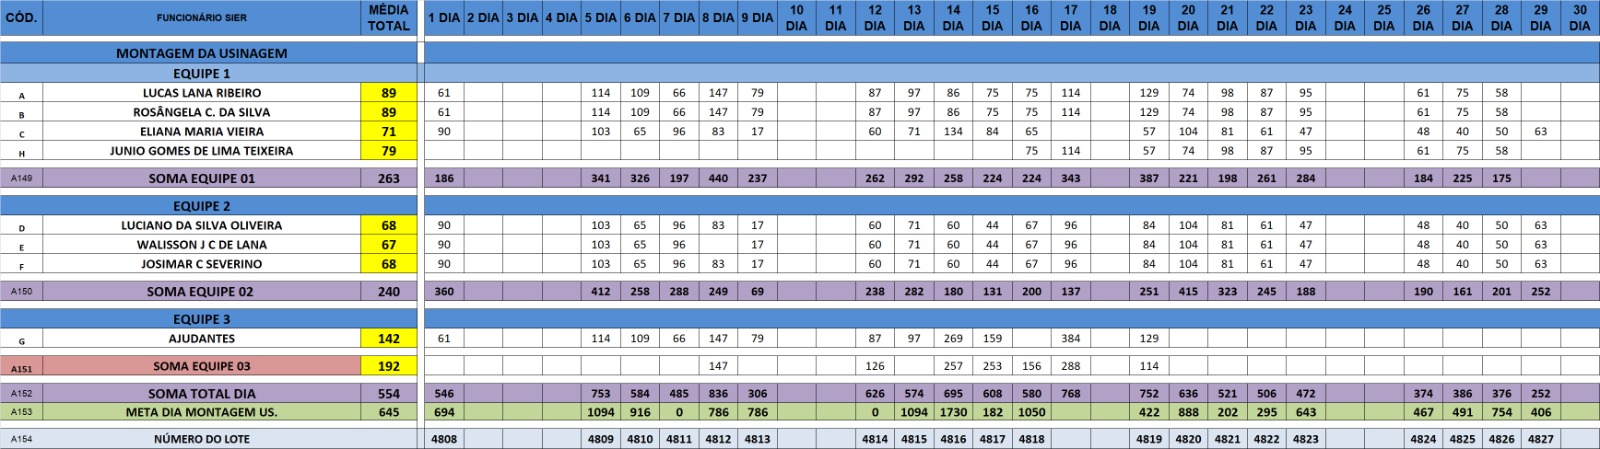 CÓD. FUNCIONÁRIO SIER MÉDIA TOTAL 1 DIA 2 DIA 3 DIA 4 DIA 5 DIA 6 DIA 7 DIA 8 DIA 9 DIA 10 DIA 11 DIA 12 DIA 13 DIA 14 DIA 15 DIA 16 DIA 17 DIA 18 DIA 19 DIA 20 DIA 21 DIA 22 DIA 23 DIA 24 DIA 25 DIA 26 DIA 27 DIA 28 DIA 29 DIA 30 DIA
MONTAGEM DA USINAGEM
EQUIPE 1
A LUCAS LANA RIBEIRO 89 61 114 109 66 147 79 87 97 86 75 75 114 129 74 98 87 95 61 75 58
B ROSÂNGELA C. DA SILVA 89 61 114 109 66 147 79 87 97 86 75 75 114 129 74 98 87 95 61 75 58
C ELIANA MARIA VIEIRA 71 90 103 65 96 83 17 60 71 134 84 65 57 104 81 61 47 48 40 50 63
H JUNIO GOMES DE LIMA TEIXEIRA 79 75 114 57 74 98 87 95 61 75 58
A149 SOMA EQUIPE 01 263 186 341 326 197 440 237 262 292 258 224 224 343 387 221 198 261 284 184 225 175
EQUIPE 2
D LUCIANO DA SILVA OLIVEIRA 68 90 103 65 96 83 17 60 71 60 44 67 96 84 104 81 61 47 48 40 50 63
E WALISSON J C DE LANA 67 90 103 65 96 17 60 71 60 44 67 96 84 104 81 61 47 48 40 50 63
F JOSIMAR C SEVERINO 68 90 103 65 96 83 17 60 71 60 44 67 96 84 104 81 61 47 48 40 50 63
A150 SOMA EQUIPE 02 240 360 412 258 288 249 69 238 282 180 131 200 137 251 415 323 245 188 190 161 201 252
EQUIPE 3
G AJUDANTES 142 61 114 109 66 147 79 87 97 269 159 384 129
A151 SOMA EQUIPE 03 192 147 126 257 253 156 288 114
A152 SOMA TOTAL DIA 554 546 753 584 485 836 306 626 574 695 608 580 768 752 636 521 506 472 374 386 376 252
A153 META DIA MONTAGEM US. 645 694 1094 916 0 786 786 0 1094 1730 182 1050 422 888 202 295 643 467 491 754 406
A154 NÚMERO DO LOTE 4808 4809 4810 4811 4812 4813 4814 4815 4816 4817 4818 4819 4820 4821 4822 4823 4824 4825 4826 4827